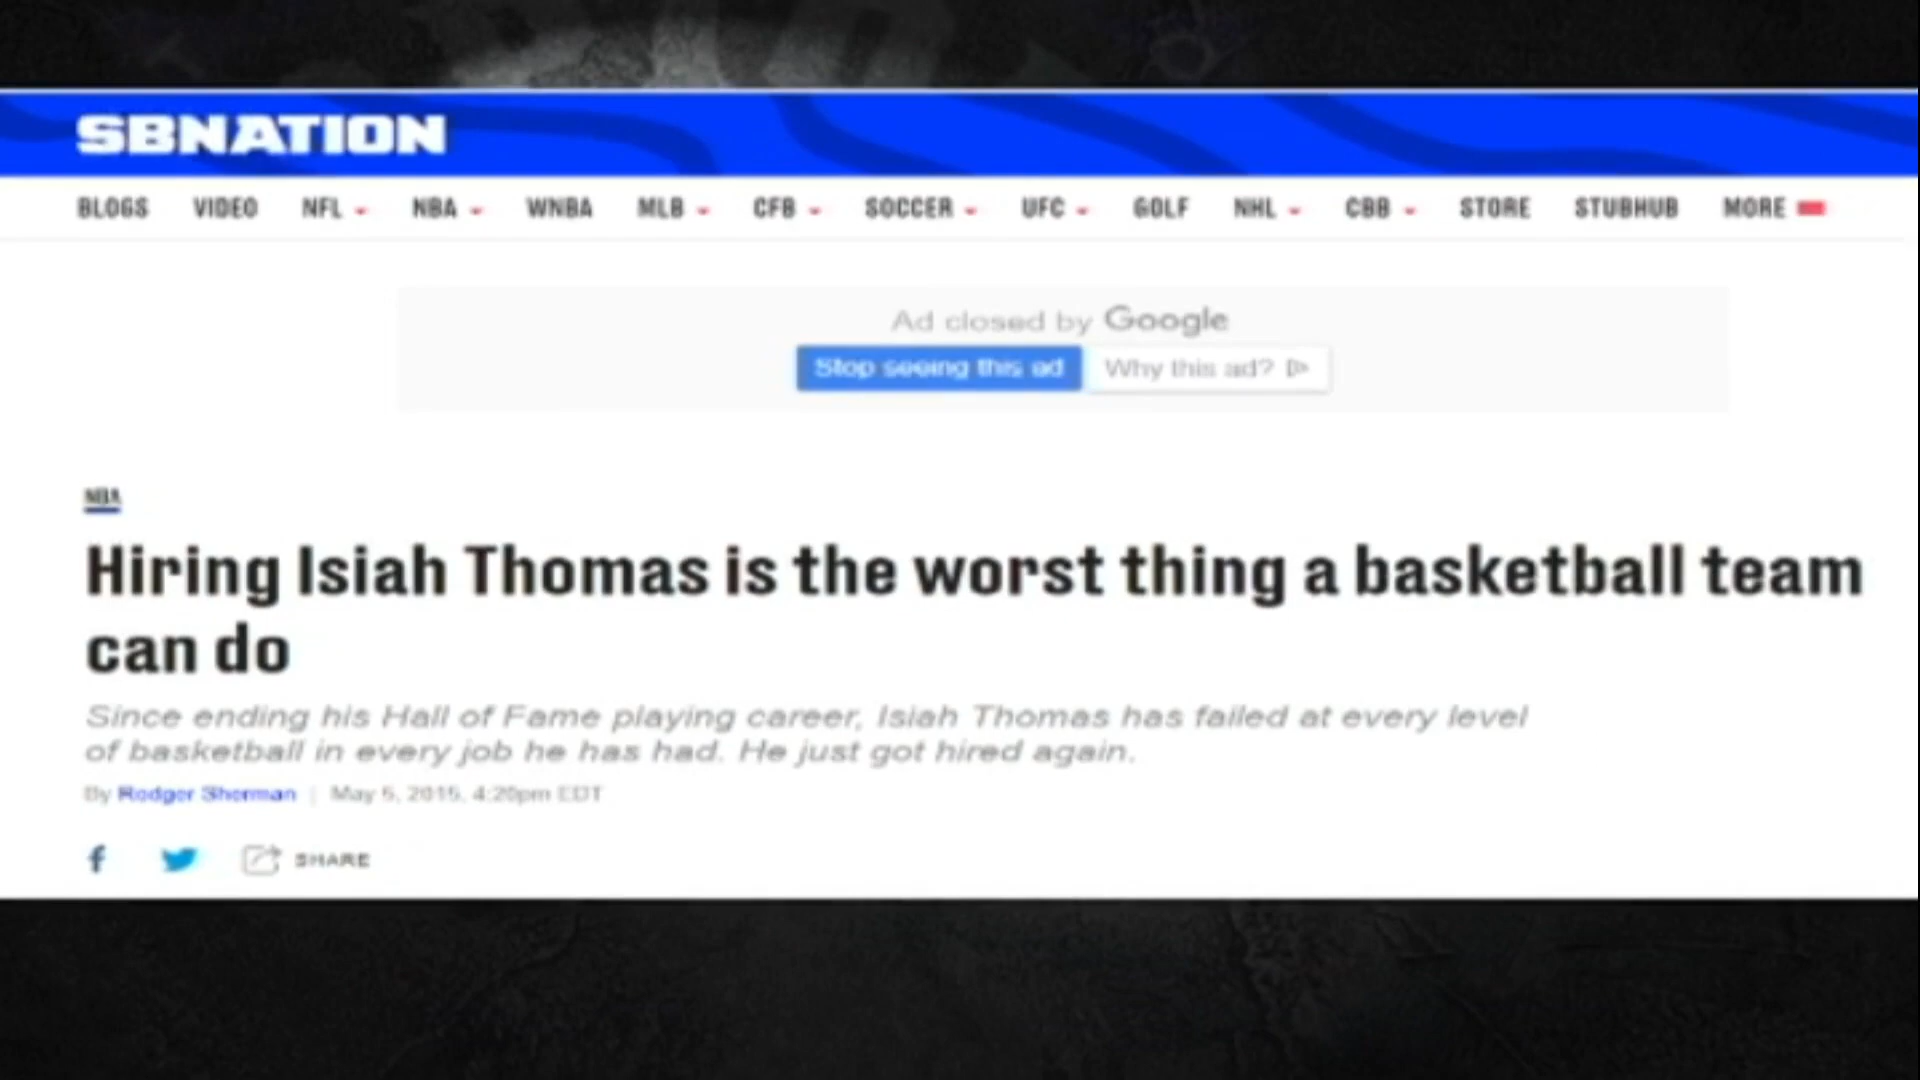 SBNATION
BLOGS VIDEO NFL NBA WNBA MLB CFB SOCCER UFC GOLF NHL CBB STORE STUBHUB MORE
Ad closed by Google
Stop seeing this ad Why this ad?
NBA
Hiring Isiah Thomas is the worst thing a basketball team
can do
Since ending his Hall of Fame playing career, Isiah Thomas has failed at every level
of basketball in every job he has had. He just got hired again.
By Rodger Sherman | May 5, 2015, 4:20pm EDT
SHARE